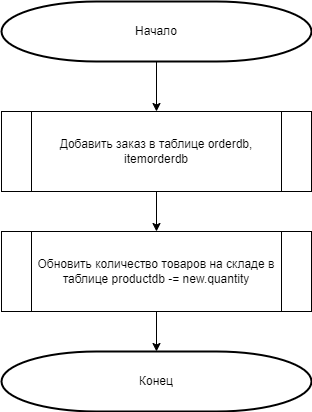 Начало
Добавить заказ в таблице orderdb,
itemorderdb
Обновить количество товаров на складе в
таблице productdb -= new.quantity
Конец